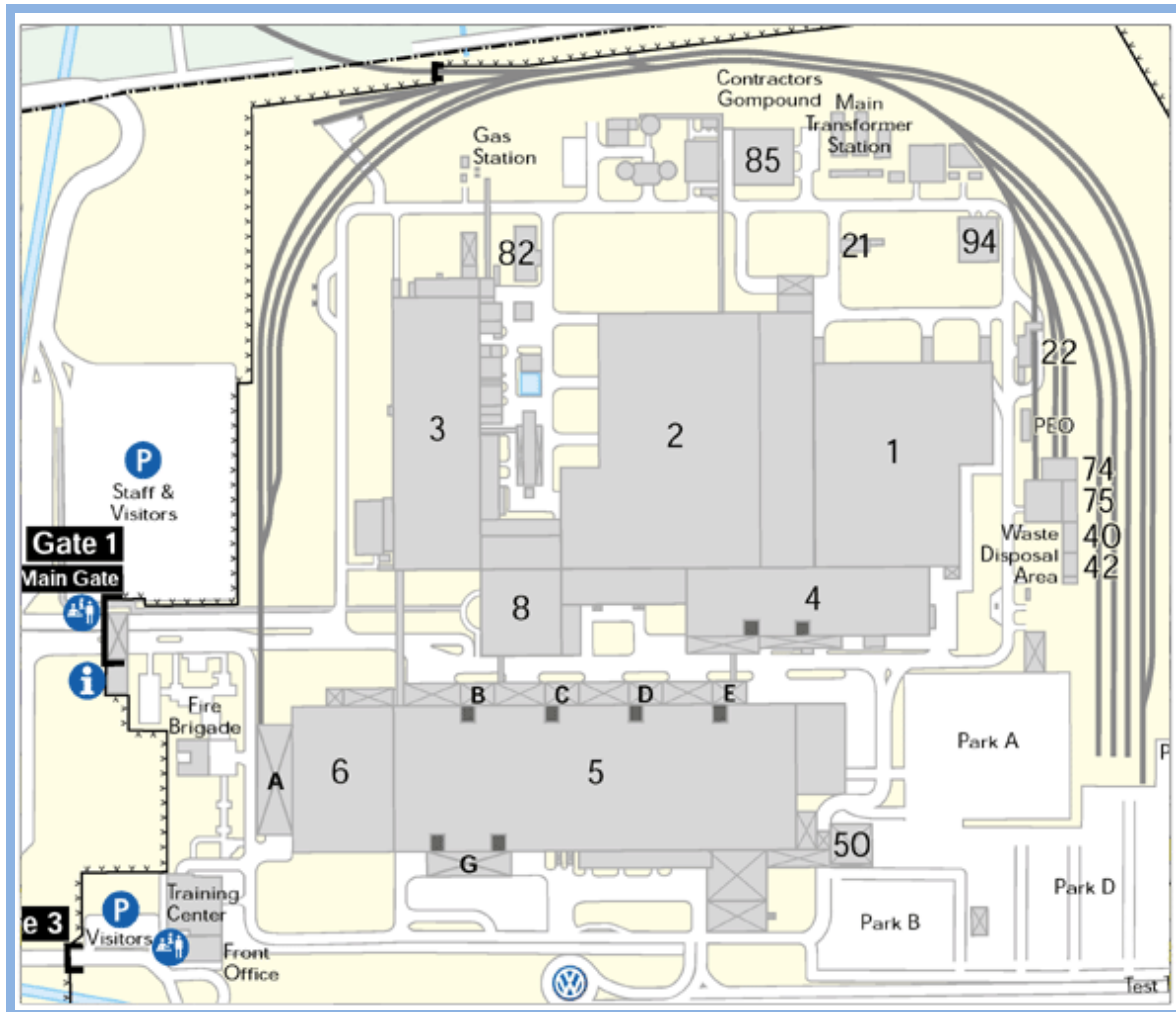 Contractors
Gompound
Main
Transformer
Station
Gas
Station
85
82
21
94
22
3
2
1
PEO
P
Staff &
Visitors
74
75
Gate 1
Main Gate
Waste
Disposal
Area
40
42
8
4
i
B
C
D
E
Fire
Brigade
Park A
P
A
6
5
50
G
Training
Center
Park D
P
e 3
Visitors
Park B
Front
Office
Test T